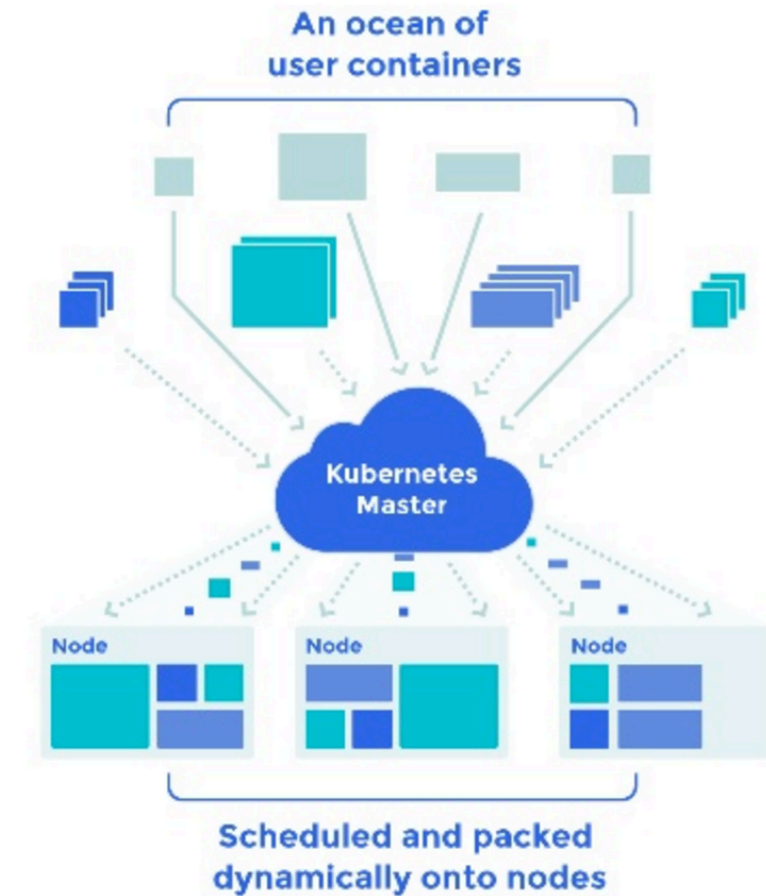 An ocean of
user containers
Kubernetes
Master
Node
Node
Node
Scheduled and packed
dynamically onto nodes